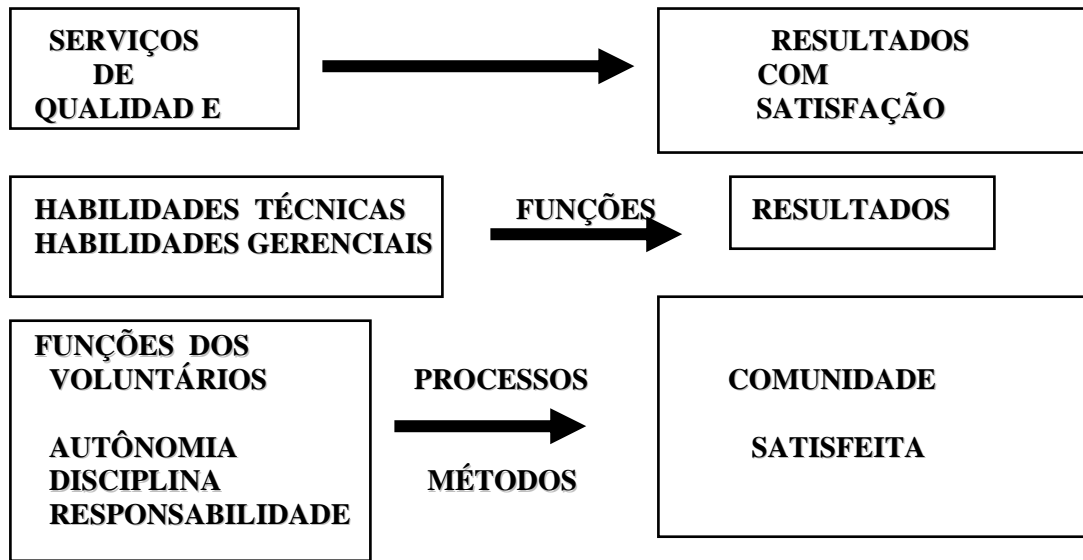 SERVIÇOS
DE
QUALIDAD E
RESULTADOS
COM
SATISFAÇÃO
HABILIDADES TÉCNICAS
HABILIDADES GERENCIAIS
FUNÇÕES
RESULTADOS
FUNÇÕES DOS
VOLUNTÁRIOS
AUTÔNOMIA
DISCIPLINA
RESPONSABILIDADE
PROCESSOS
MÉTODOS
COMUNIDADE
SATISFEITA